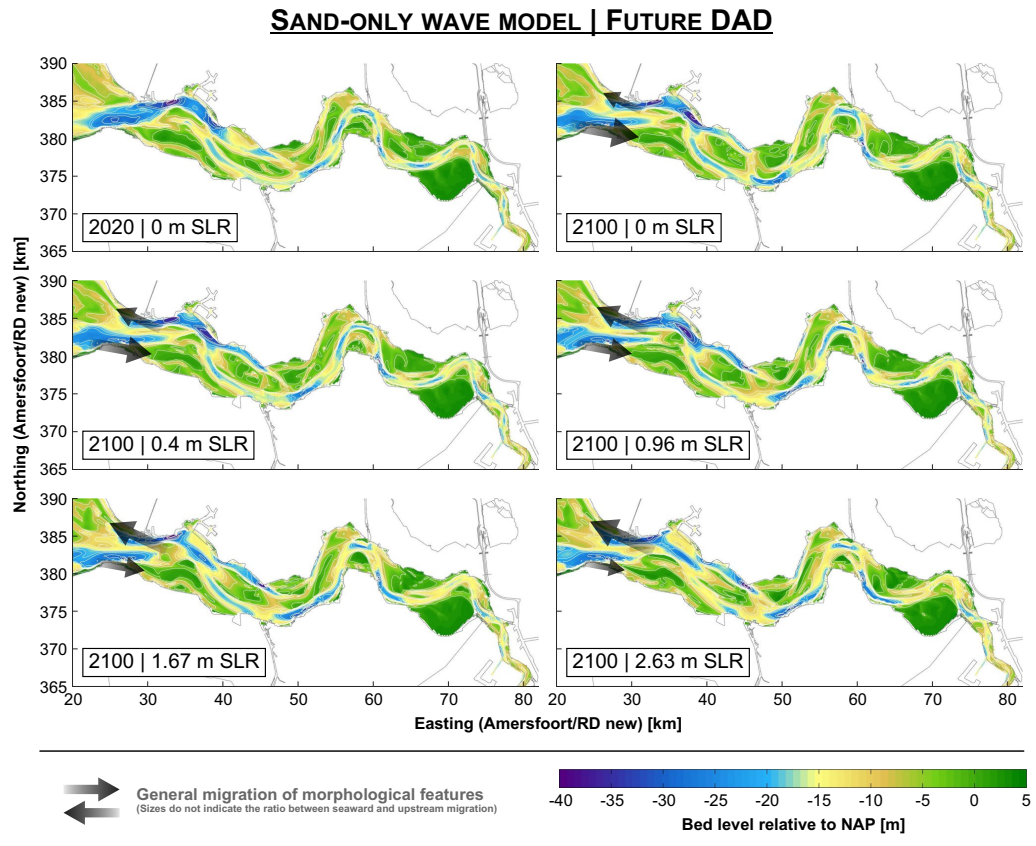 SAND-ONLY WAVE MODEL | FUTURE DAD
390
385
380
375
370
365
2020 | 0 m SLR
2100 | 0 m SLR
390
385
380
375
370
365
2100 | 0.4 m SLR
2100 | 0.96 m SLR
390
385
380
375
370
365
2100 | 1.67 m SLR
2100 | 2.63 m SLR
20 30 40 50 60 70 80 20 30 40 50 60 70 80
Northing (Amersfoort/RD new) [km]
Easting (Amersfoort/RD new) [km]
General migration of morphological features
(Sizes do not indicate the ratio between seaward and upstream migration)
-40 -35 -30 -25 -20 -15 -10 -5 0 5
Bed level relative to NAP [m]